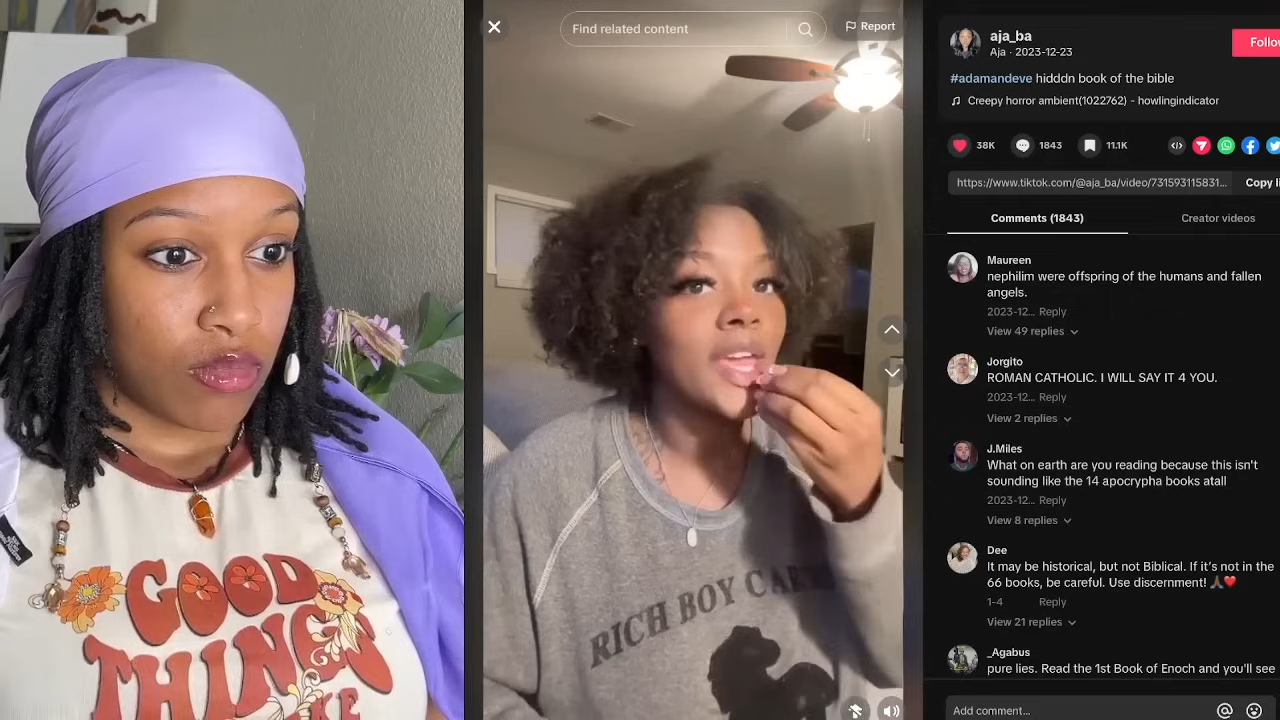 GOOD
THINGS
KE
Find related content
Report
RICH BOY CA
aja_ba
Aja · 2023-12-23
Follo
#adamandeve hidddn book of the bible
Creepy horror ambient(1022762) - howlingindicator
38K
1843
11.1K
https://www.tiktok.com/@aja_ba/video/731593115831...
Copy li
Comments (1843)
Creator videos
Maureen
nephilim were offspring of the humans and fallen
angels.
2023-12... Reply
View 49 replies
Jorgito
ROMAN CATHOLIC. I WILL SAY IT 4 YOU.
2023-12... Reply
View 2 replies
J.Miles
What on earth are you reading because this isn't
sounding like the 14 apocrypha books atall
2023-12... Reply
View 8 replies
Dee
It may be historical, but not Biblical. If it's not in the
66 books, be careful. Use discernment! 🙏🏾❤️
1-4 Reply
View 21 replies
_Agabus
pure lies. Read the 1st Book of Enoch and you'll see
Add comment...